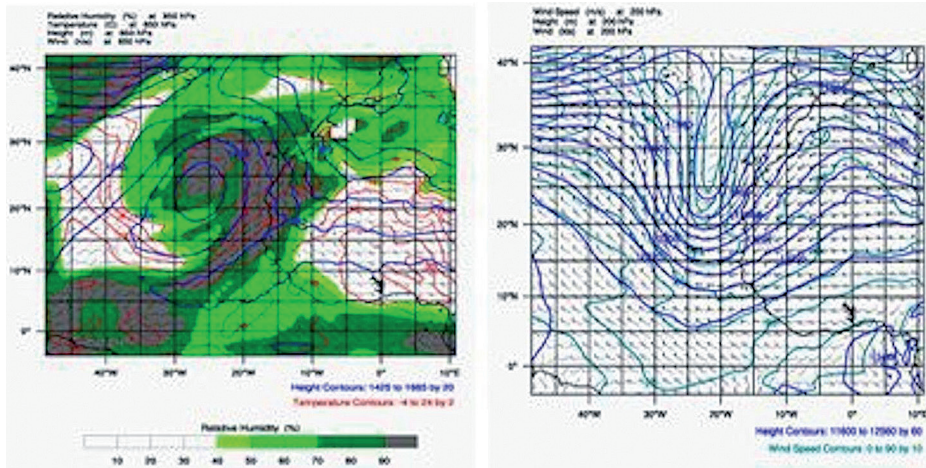 Relative Humidity (%) at 850 hPa
Temperature (C) at 850 hPa
Height (m) at 850 hPa
Wind at 850 hPa
40°N
30°N
20°N
10°N
0°
40°W
30°W
20°W
10°W
0°
10°E
Height Contours: 1420 to 1665 by 20
Temperature Contours: -4 to 24 by 2
Relative Humidity (%)
10 20 30 40 50 60 70 80 90
Wind Speed (m/s) at 200 hPa
Height (m) at 200 hPa
Wind at 200 hPa
40°N
30°N
20°N
10°N
0°
40°W
30°W
20°W
10°W
0°
10°E
Height Contours: 11600 to 12560 by 60
Wind Speed Contours: 0 to 90 by 10